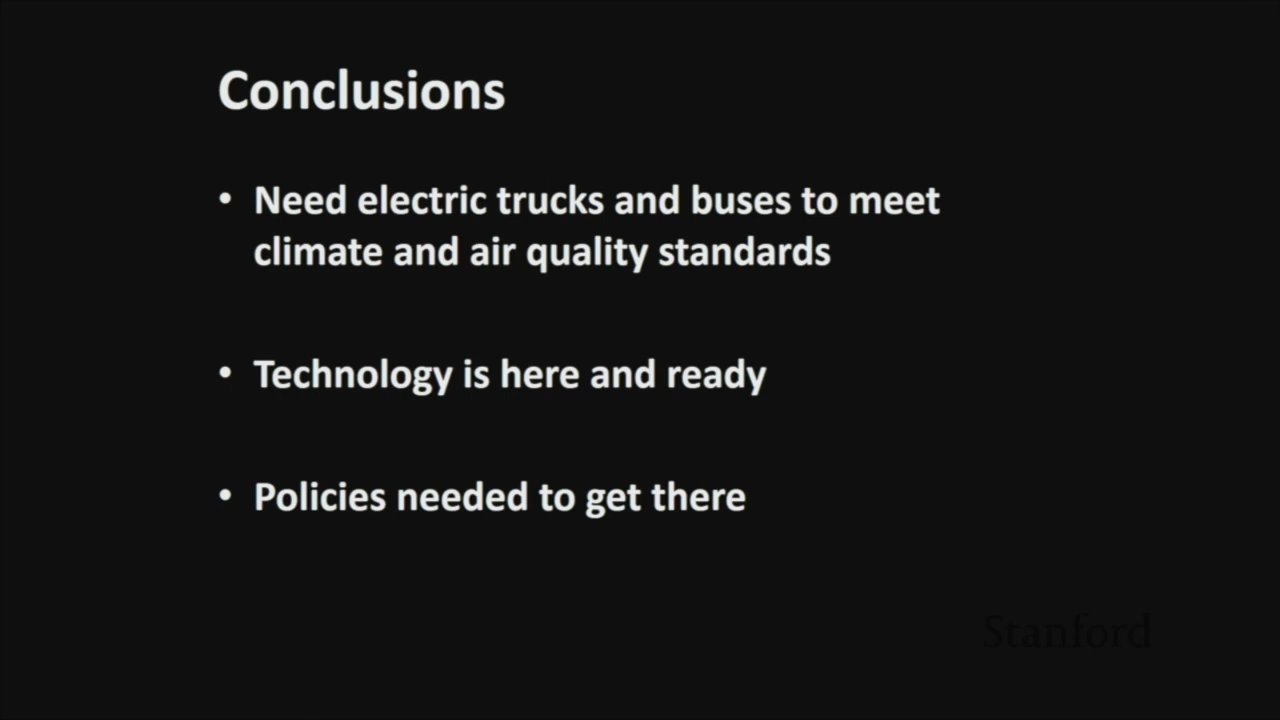 Conclusions
• Need electric trucks and buses to meet
climate and air quality standards
• Technology is here and ready
• Policies needed to get there
Stanford